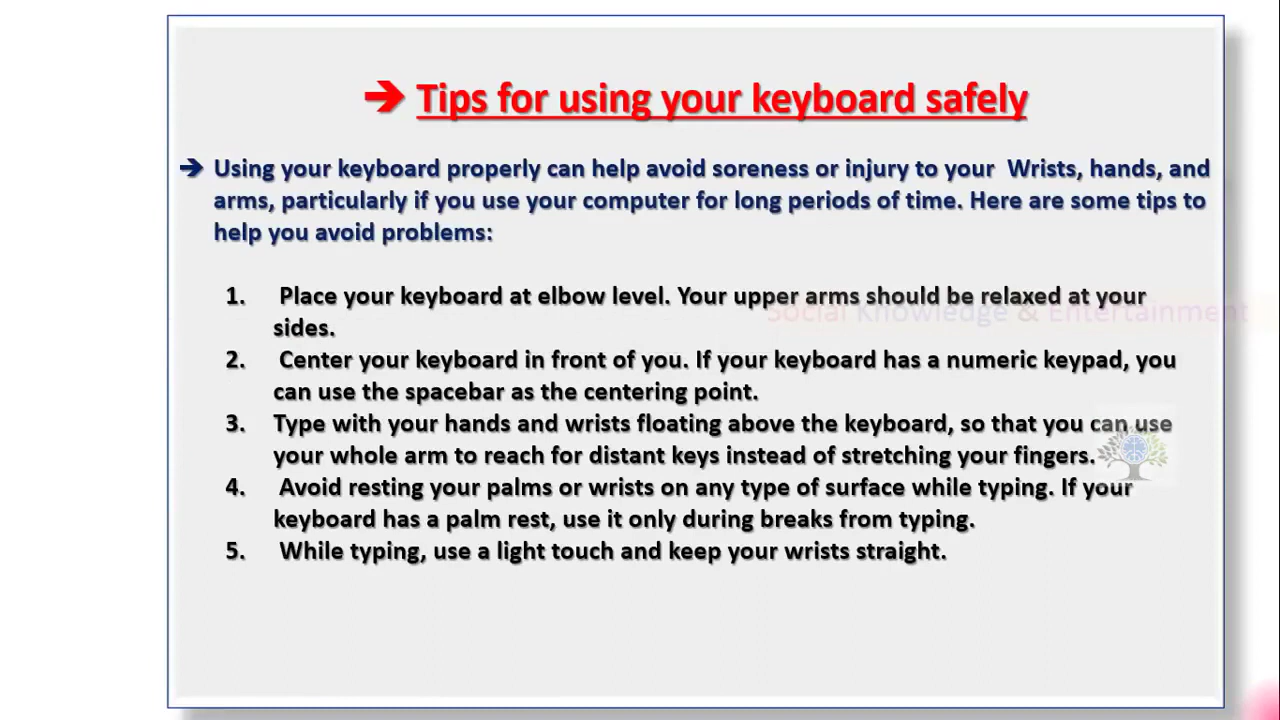 ➔ Tips for using your keyboard safely
➔ Using your keyboard properly can help avoid soreness or injury to your Wrists, hands, and
arms, particularly if you use your computer for long periods of time. Here are some tips to
help you avoid problems:
1. Place your keyboard at elbow level. Your upper arms should be relaxed at your
Social Knowledge & Entertainment
sides.
2. Center your keyboard in front of you. If your keyboard has a numeric keypad, you
can use the spacebar as the centering point.
3. Type with your hands and wrists floating above the keyboard, so that you can use
your whole arm to reach for distant keys instead of stretching your fingers.
4. Avoid resting your palms or wrists on any type of surface while typing. If your
keyboard has a palm rest, use it only during breaks from typing.
5. While typing, use a light touch and keep your wrists straight.